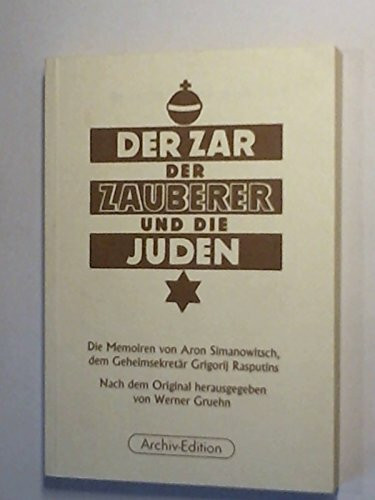 DER ZAR
DER
ZAUBERER
UND DIE
JUDEN
Die Memoiren von Aron Simanowitsch,
dem Geheimsekretär Grigorij Rasputins
Nach dem Original herausgegeben
von Werner Gruehn
Archiv-Edition